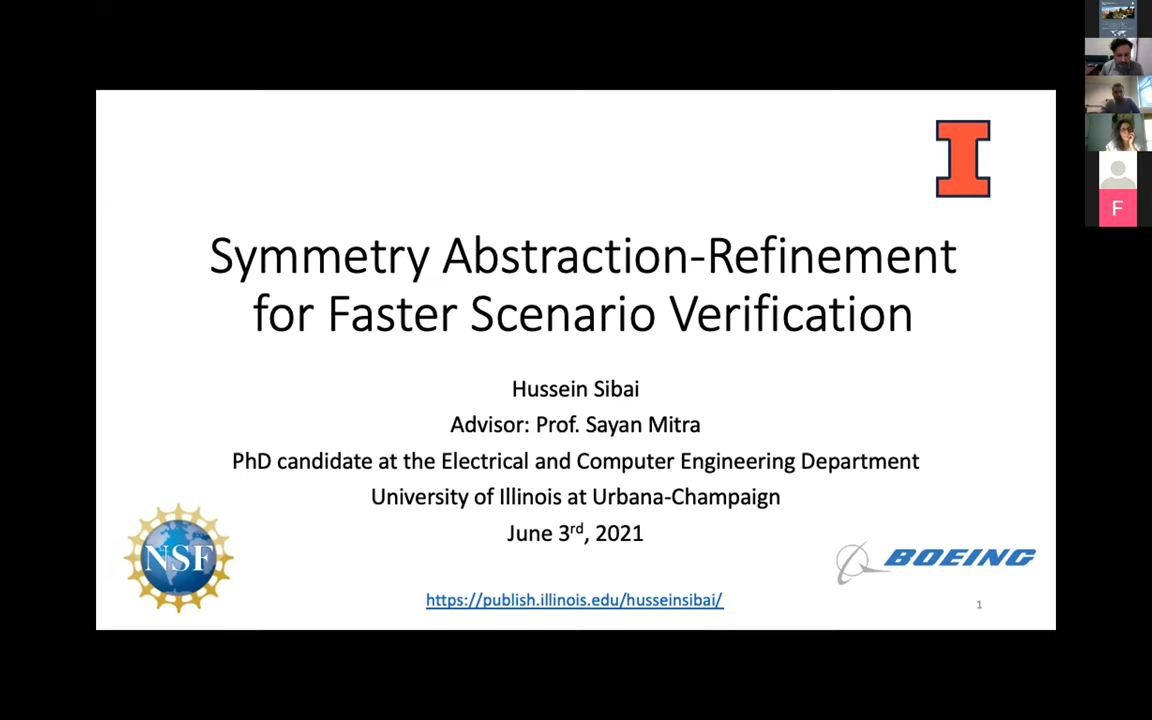 Symmetry Abstraction-Refinement
for Faster Scenario Verification
Hussein Sibai
Advisor: Prof. Sayan Mitra
PhD candidate at the Electrical and Computer Engineering Department
University of Illinois at Urbana-Champaign
June 3rd, 2021
NSF
BOEING
https://publish.illinois.edu/husseinsibai/
1
I
F